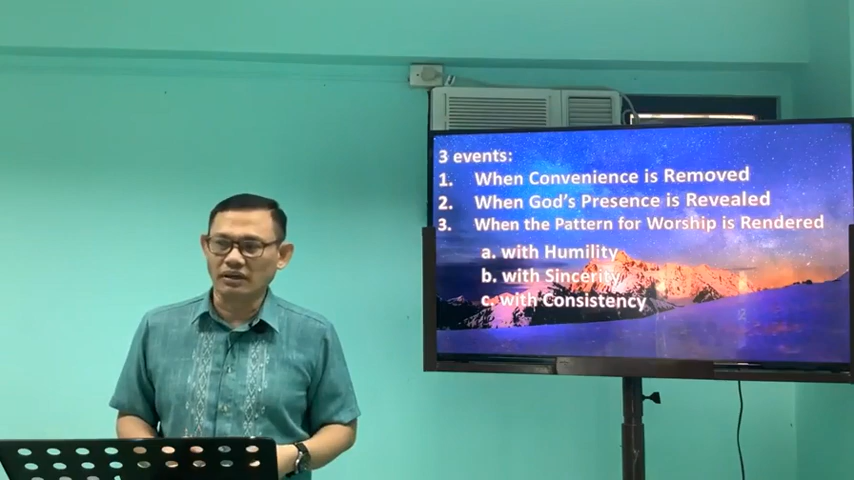 3 events:
1. When Convenience is Removed
2. When God's Presence is Revealed
3. When the Pattern for Worship is Rendered
a. with Humility
b. with Sincerity
c. with Consistency